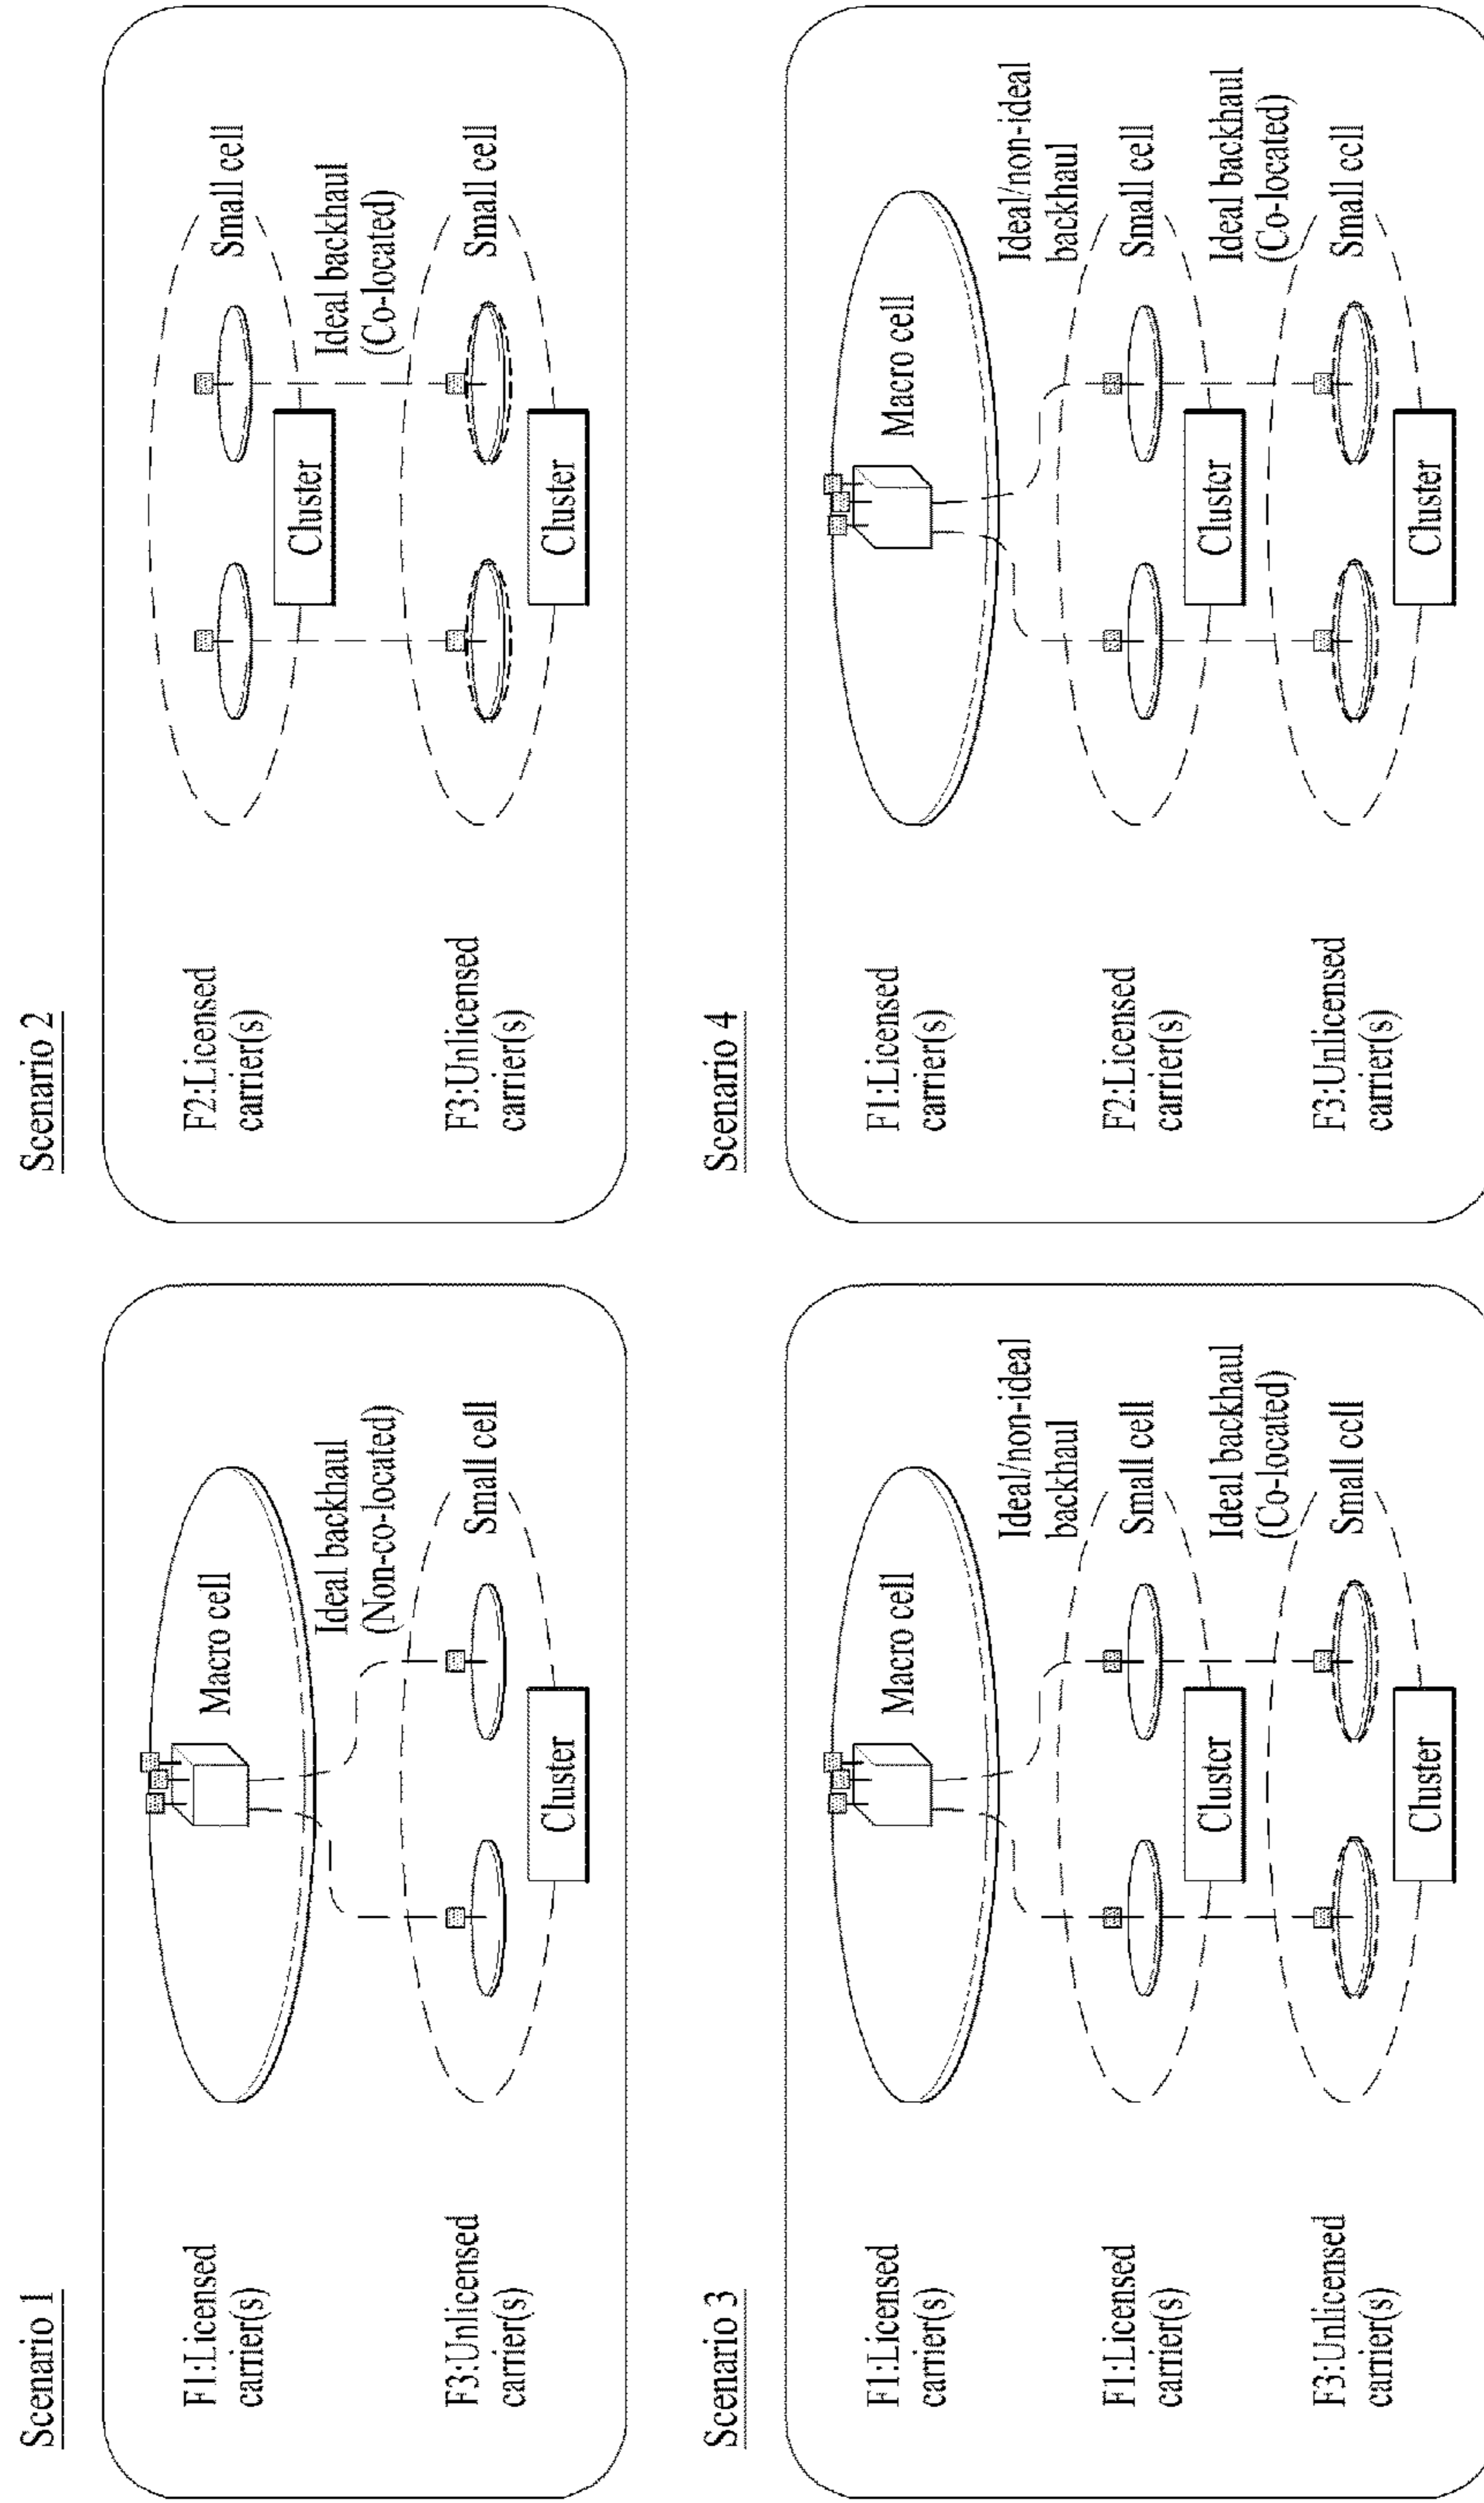 Scenario 1
F1:Licensed
carrier(s)
Macro cell
Ideal backhaul
(Non-co-located)
F3:Unlicensed
carrier(s)
Small cell
Cluster
Scenario 2
F2:Licensed
carrier(s)
Small cell
Cluster
Ideal backhaul
(Co-located)
F3:Unlicensed
carrier(s)
Small cell
Cluster
Scenario 3
F1:Licensed
carrier(s)
Macro cell
Ideal/non-ideal
backhaul
F1:Licensed
carrier(s)
Small cell
Cluster
Ideal backhaul
(Co-located)
F3:Unlicensed
carrier(s)
Small cell
Cluster
Scenario 4
F1:Licensed
carrier(s)
Macro cell
Ideal/non-ideal
backhaul
F2:Licensed
carrier(s)
Small cell
Cluster
Ideal backhaul
(Co-located)
F3:Unlicensed
carrier(s)
Small cell
Cluster